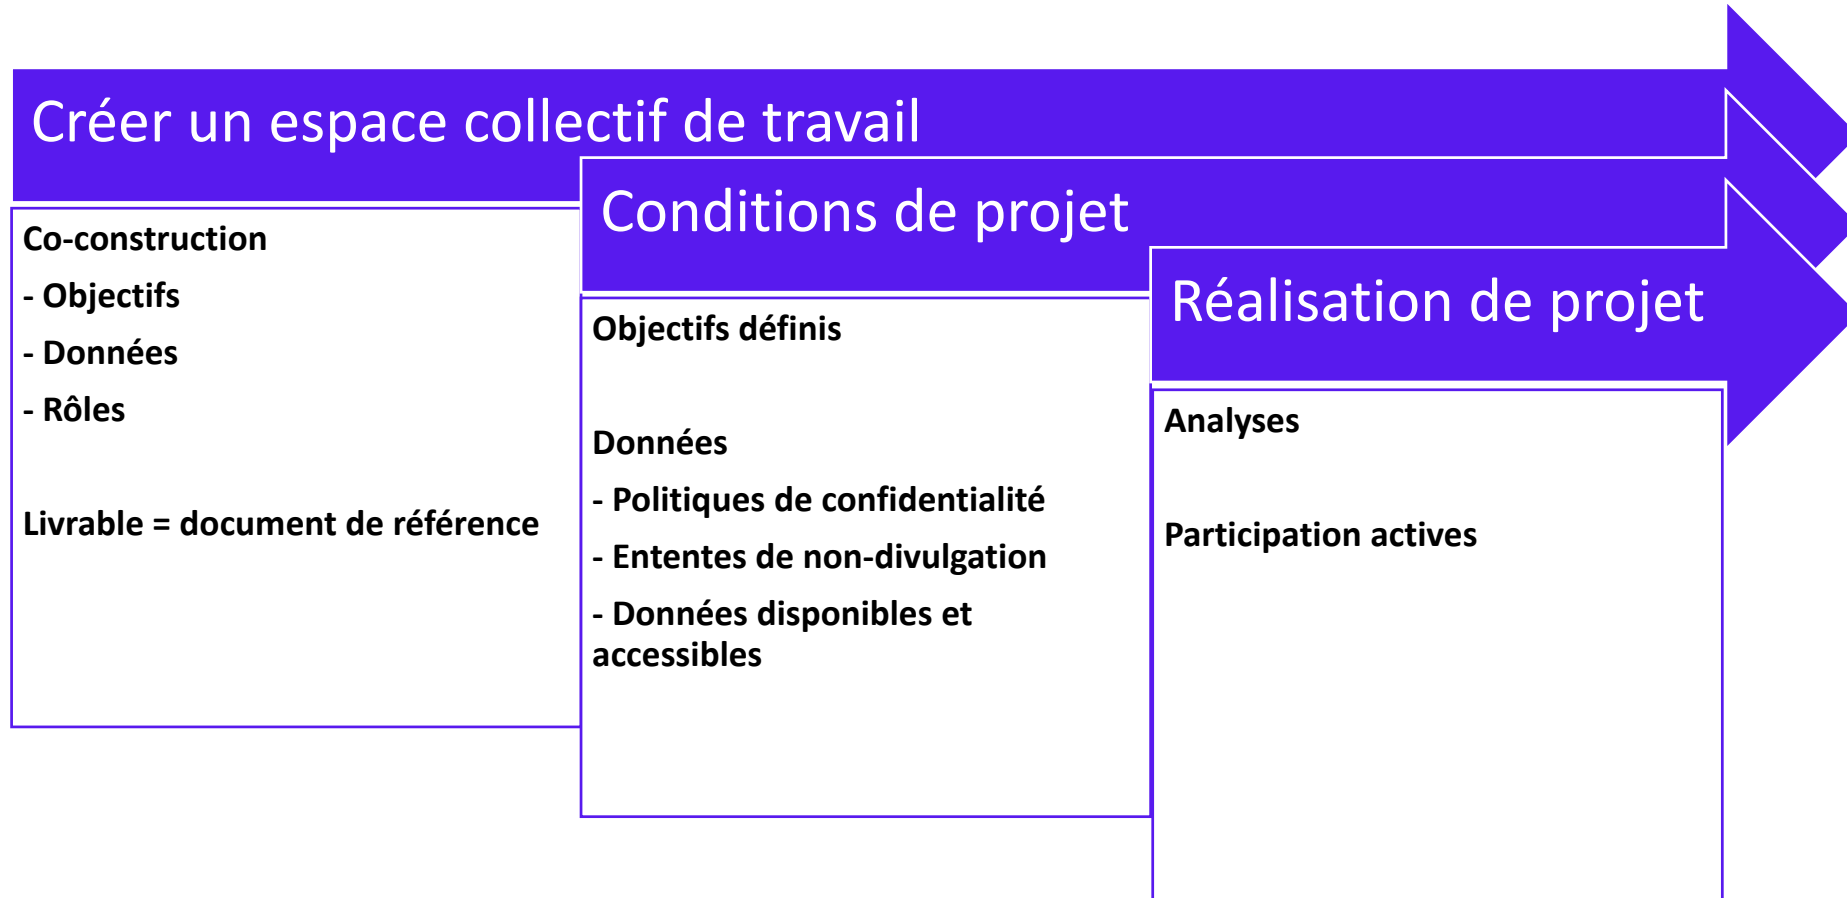 Créer un espace collectif de travail
Co-construction
- Objectifs
- Données
- Rôles
Livrable = document de référence
Conditions de projet
Objectifs définis
Données
- Politiques de confidentialité
- Ententes de non-divulgation
- Données disponibles et
accessibles
Réalisation de projet
Analyses
Participation actives